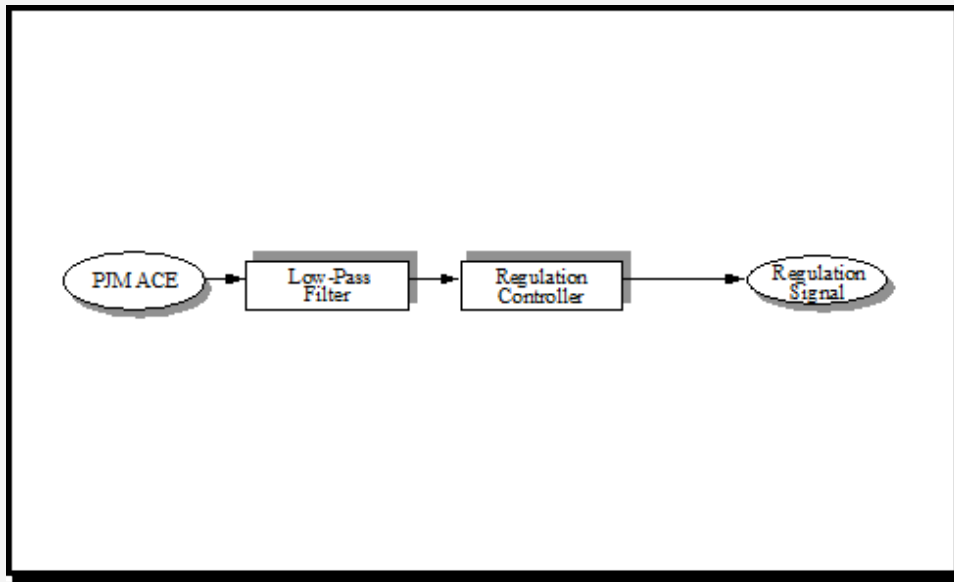 PJM ACE
Low-Pass
Filter
Regulation
Controller
Regulation
Signal